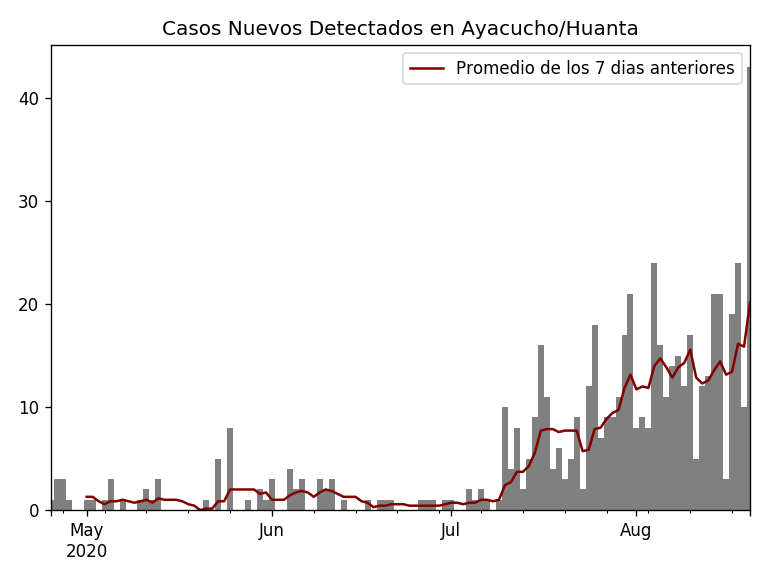 Casos Nuevos Detectados en Ayacucho/Huanta
Promedio de los 7 dias anteriores
40
30
20
10
0
May Jun Jul Aug
2020